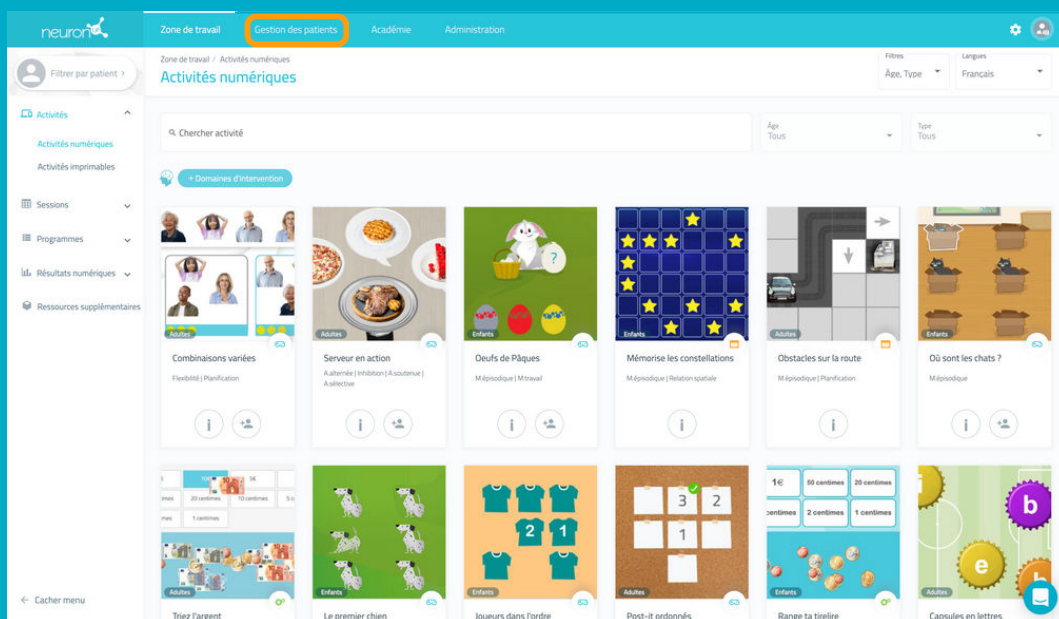 neuron
Zone de travail
Gestion des patients
Académie
Administration
Filtrer par patient >
Zone de travail / Activités numériques
Activités numériques
Filtres
Âge, Type
Langues
Français
Activités
Activités numériques
Activités imprimables
Sessions
Programmes
Résultats numériques
Ressources supplémentaires
Chercher activité
Âge
Tous
Type
Tous
+ Domaines d'Intervention
Adultes
Combinaisons variées
Flexibilité | Planification
Adultes
Serveur en action
A.alternée | Inhibition | A.soutenue |
A.sélective
?
Enfants
Oeufs de Pâques
M.épisodique | M.travail
Enfants
Mémorise les constellations
M.épisodique | Relation spatiale
Adultes
Obstacles sur la route
M.épisodique | Planification
Enfants
Où sont les chats ?
M.épisodique
5€
20 centimes
10 centimes
1 centimes
Adultes
Triez l'argent
Enfants
Le premier chien
2 1
Enfants
Joueurs dans l'ordre
3 2
1
Adultes
Post-it ordonnés
1€
50 centimes
20 centimes
centimes
2 centimes
1 centimes
Enfants
Range ta tirelire
b
e
Adultes
Capsules en lettres
← Cacher menu